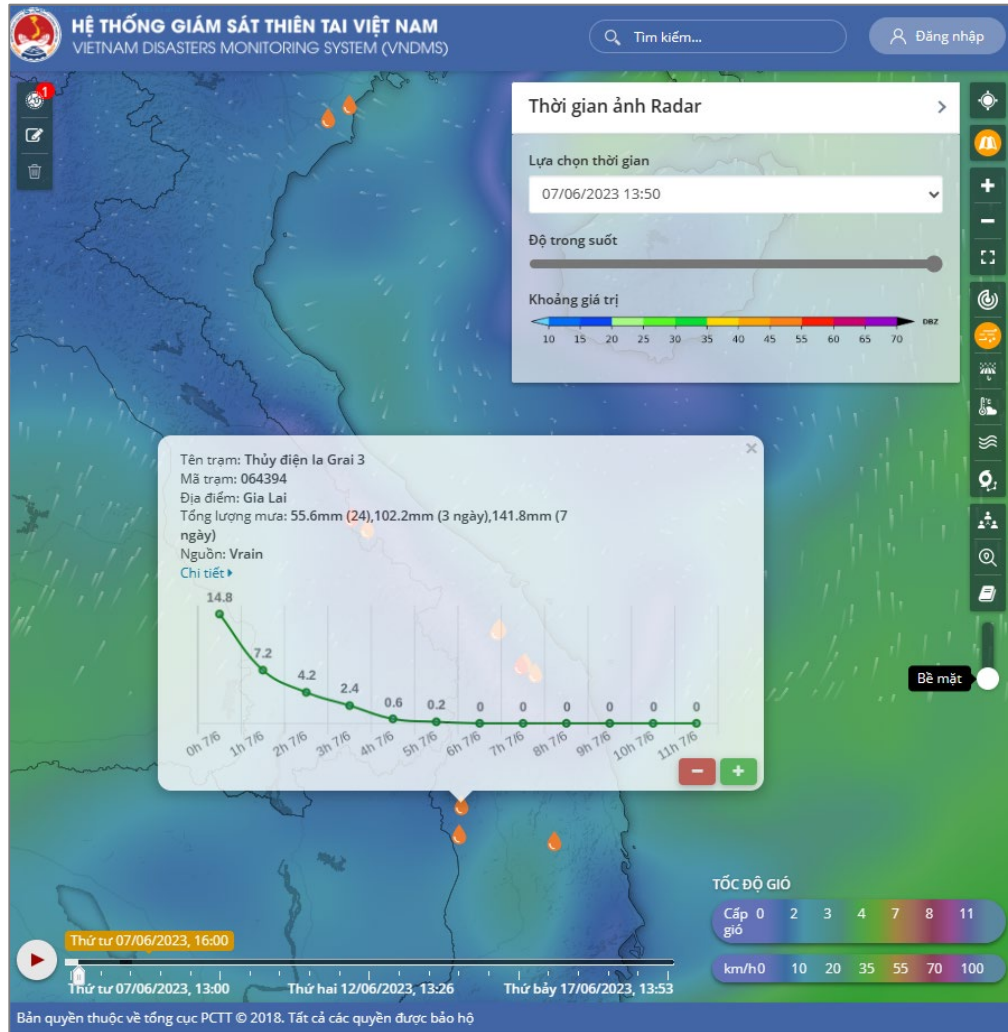 HỆ THỐNG GIÁM SÁT THIÊN TAI VIỆT NAM
VIETNAM DISASTERS MONITORING SYSTEM (VNDMS)
Tìm kiếm...
Đăng nhập
1
Thời gian ảnh Radar
Lựa chọn thời gian
07/06/2023 13:50
Độ trong suốt
Khoảng giá trị
DBZ
10 15 20 25 30 35 40 45 55 60 65 70
Tên trạm: Thủy điện Ia Grai 3
Mã trạm: 064394
Địa điểm: Gia Lai
Tổng lượng mưa: 55.6mm (24),102.2mm (3 ngày),141.8mm (7
ngày)
Nguồn: Vrain
Chi tiết
14.8 7.2 4.2 2.4 0.6 0.2 0 0 0 0 0 0
0h 7/6 1h 7/6 2h 7/6 3h 7/6 4h 7/6 5h 7/6 6h 7/6 7h 7/6 8h 7/6 9h 7/6 10h 7/6 11h 7/6
Bề mặt
TỐC ĐỘ GIÓ
Cấp 0 2 3 4 7 8 11
gió
km/h0 10 20 35 55 70 100
Thứ tư 07/06/2023, 16:00
Thứ tư 07/06/2023, 13:00 Thứ hai 12/06/2023, 13:26 Thứ bảy 17/06/2023, 13:53
Bản quyền thuộc về tổng cục PCTT © 2018. Tất cả các quyền được bảo hộ